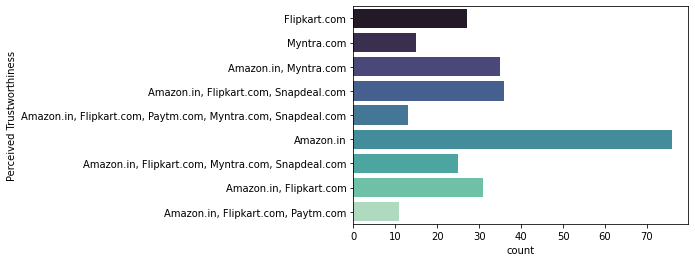 Perceived Trustworthiness
Flipkart.com
Myntra.com
Amazon.in, Myntra.com
Amazon.in, Flipkart.com, Snapdeal.com
Amazon.in, Flipkart.com, Paytm.com, Myntra.com, Snapdeal.com
Amazon.in
Amazon.in, Flipkart.com, Myntra.com, Snapdeal.com
Amazon.in, Flipkart.com
Amazon.in, Flipkart.com, Paytm.com
0 10 20 30 40 50 60 70
count